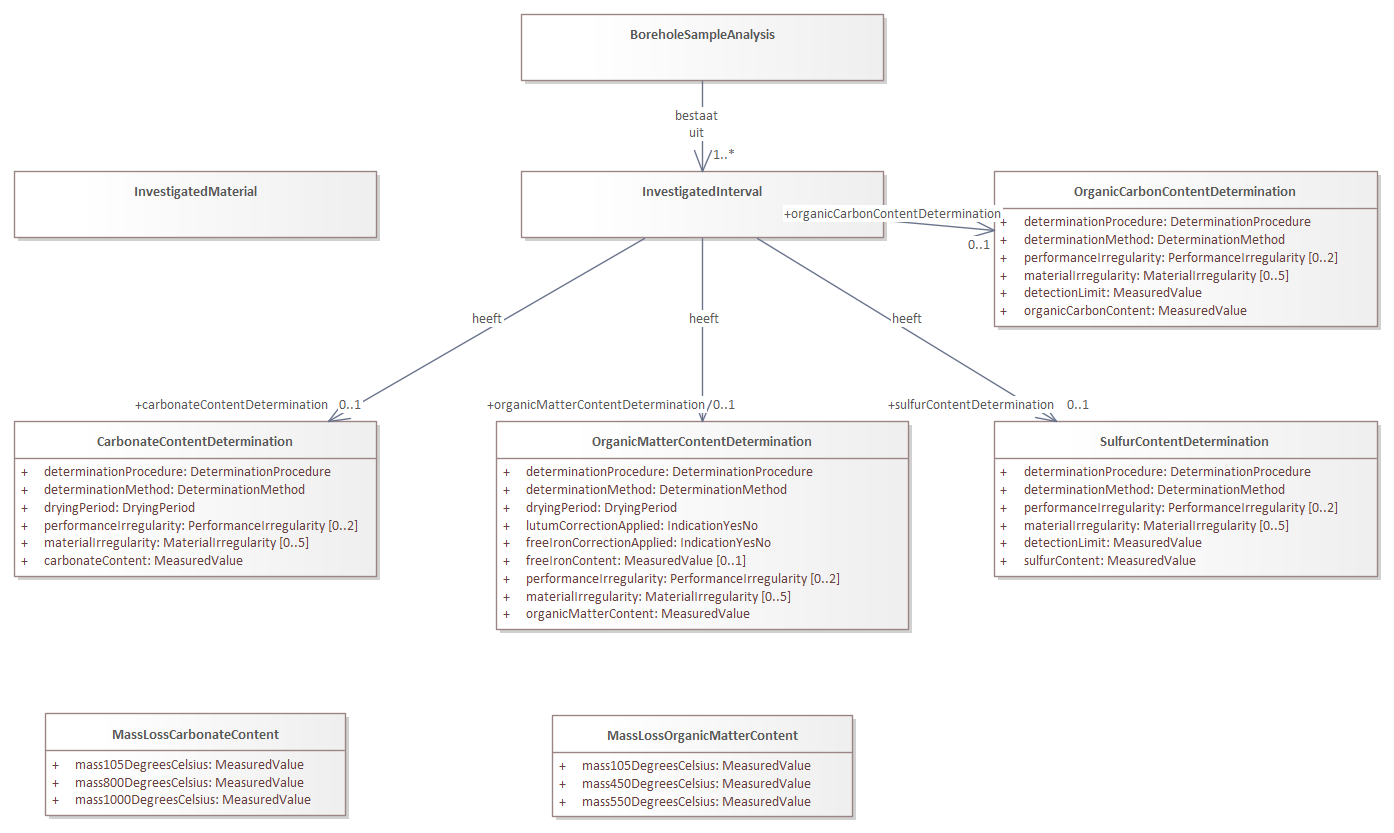 BoreholeSampleAnalysis
bestaat
uit
1..*
InvestigatedMaterial
InvestigatedInterval
+organicCarbonContentDetermination
0..1
OrganicCarbonContentDetermination
+ determinationProcedure: DeterminationProcedure
+ determinationMethod: DeterminationMethod
+ performanceIrregularity: PerformanceIrregularity [0..2]
+ materialIrregularity: MaterialIrregularity [0..5]
+ detectionLimit: MeasuredValue
+ organicCarbonContent: MeasuredValue
heeft
heeft
heeft
+carbonateContentDetermination 0..1
+organicMatterContentDetermination 0..1
+sulfurContentDetermination 0..1
CarbonateContentDetermination
+ determinationProcedure: DeterminationProcedure
+ determinationMethod: DeterminationMethod
+ dryingPeriod: DryingPeriod
+ performanceIrregularity: PerformanceIrregularity [0..2]
+ materialIrregularity: MaterialIrregularity [0..5]
+ carbonateContent: MeasuredValue
OrganicMatterContentDetermination
+ determinationProcedure: DeterminationProcedure
+ determinationMethod: DeterminationMethod
+ dryingPeriod: DryingPeriod
+ lutumCorrectionApplied: IndicationYesNo
+ freeIronCorrectionApplied: IndicationYesNo
+ freeIronContent: MeasuredValue [0..1]
+ performanceIrregularity: PerformanceIrregularity [0..2]
+ materialIrregularity: MaterialIrregularity [0..5]
+ organicMatterContent: MeasuredValue
SulfurContentDetermination
+ determinationProcedure: DeterminationProcedure
+ determinationMethod: DeterminationMethod
+ performanceIrregularity: PerformanceIrregularity [0..2]
+ materialIrregularity: MaterialIrregularity [0..5]
+ detectionLimit: MeasuredValue
+ sulfurContent: MeasuredValue
MassLossCarbonateContent
+ mass105DegreesCelsius: MeasuredValue
+ mass800DegreesCelsius: MeasuredValue
+ mass1000DegreesCelsius: MeasuredValue
MassLossOrganicMatterContent
+ mass105DegreesCelsius: MeasuredValue
+ mass450DegreesCelsius: MeasuredValue
+ mass550DegreesCelsius: MeasuredValue